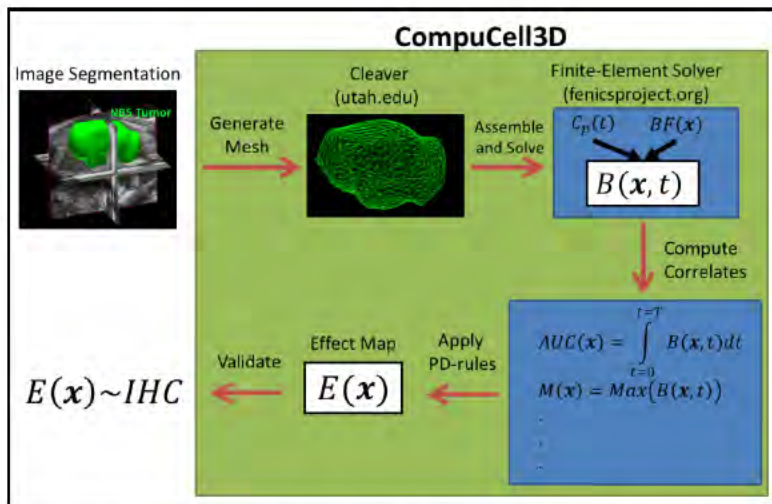 CompuCell3D
Image Segmentation
NB5 Tumor
Generate
Mesh
Cleaver
(utah.edu)
Assemble
and Solve
Finite-Element Solver
(fenicsproject.org)
C_p(t) BF(x)
B(x, t)
Compute
Correlates
AUC(x) = ∫_{t=0}^{t=T} B(x, t)dt
M(x) = Max(B(x, t))
.
.
.
Apply
PD-rules
Effect Map
E(x)
Validate
E(x)~IHC